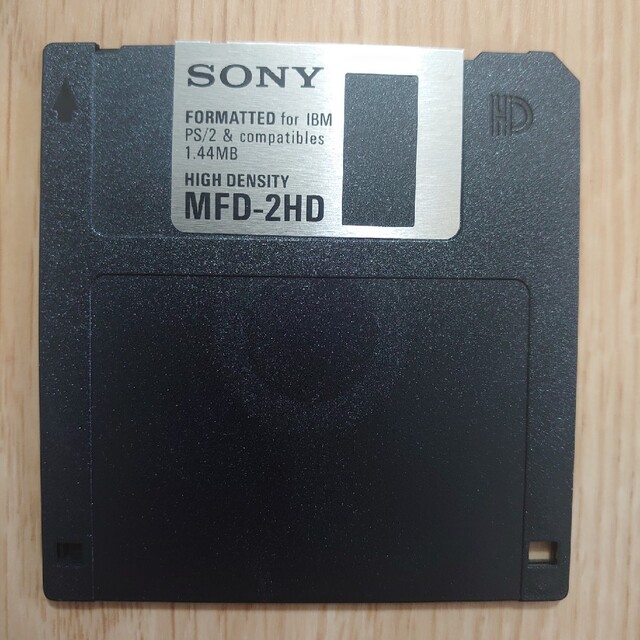 SONY
FORMATTED for IBM
PS/2 & compatibles
1.44MB
HIGH DENSITY
MFD-2HD
HD